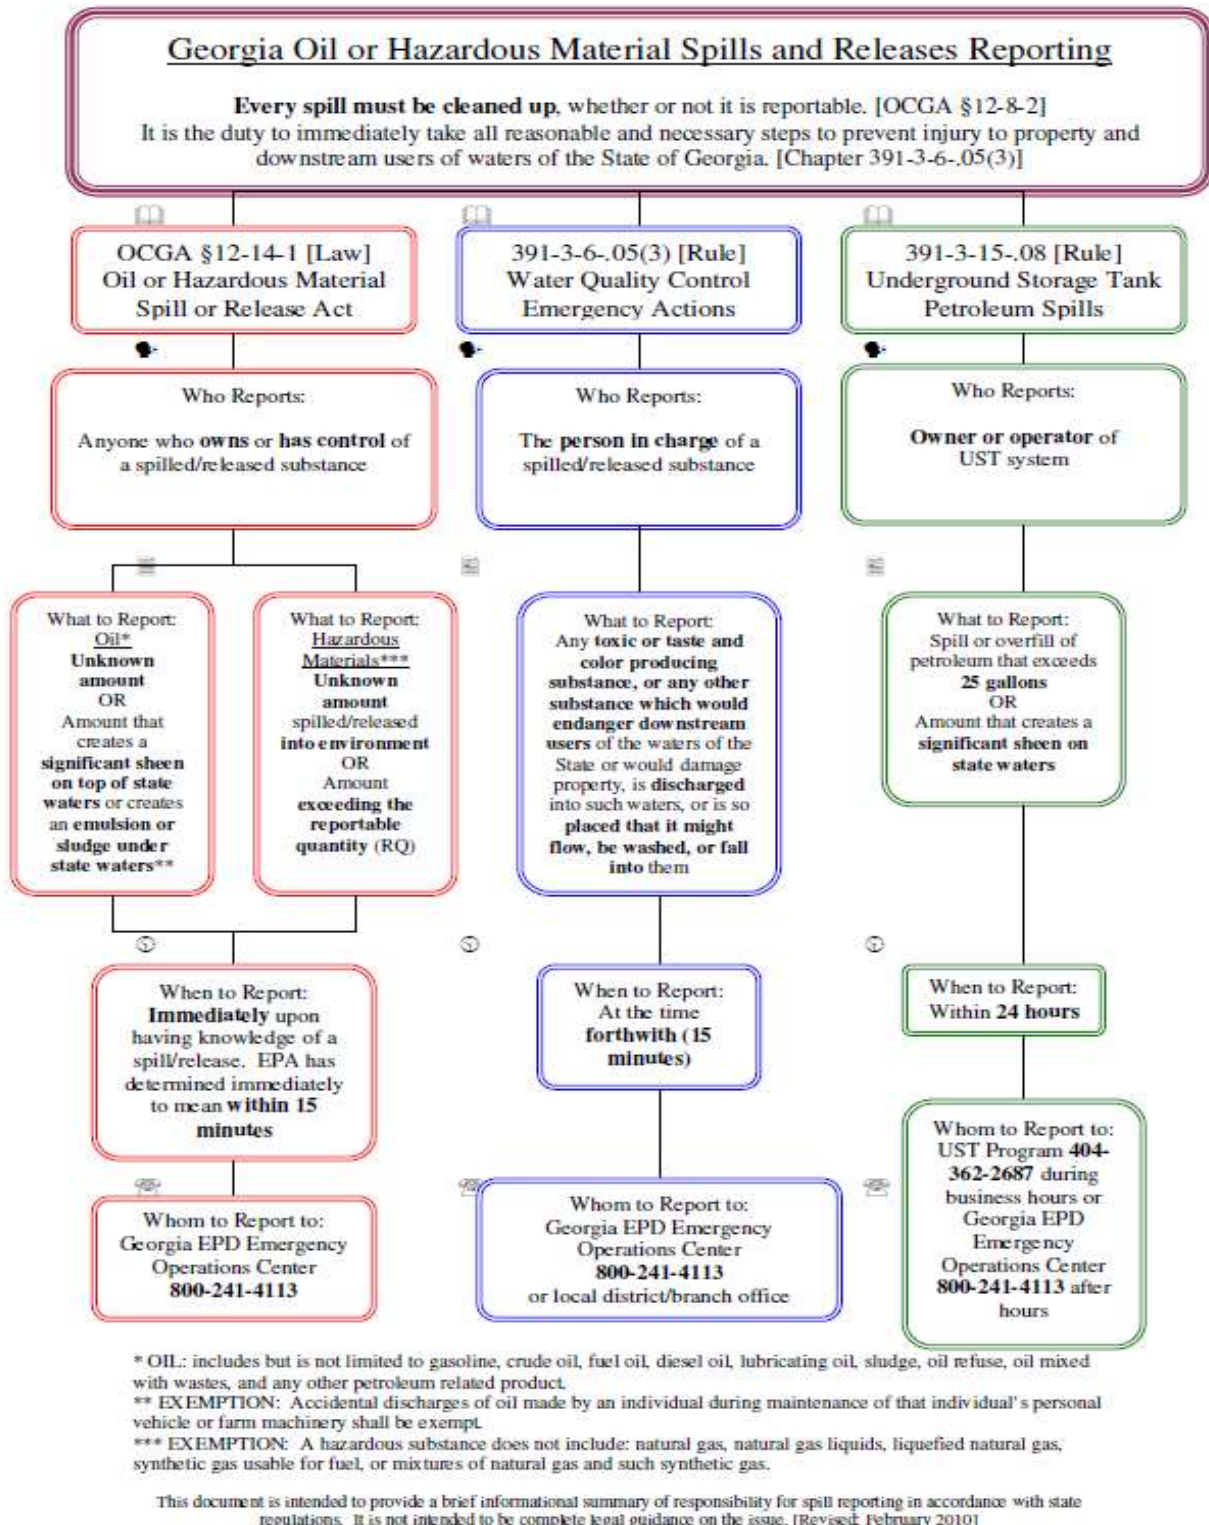 Georgia Oil or Hazardous Material Spills and Releases Reporting
Every spill must be cleaned up, whether or not it is reportable. [OCGA §12-8-2]
It is the duty to immediately take all reasonable and necessary steps to prevent injury to property and
downstream users of waters of the State of Georgia. [Chapter 391-3-6-.05(3)]
OCGA §12-14-1 [Law]
Oil or Hazardous Material
Spill or Release Act
Who Reports:
Anyone who owns or has control of
a spilled/released substance
What to Report:
Oil*
Unknown
amount
OR
Amount that
creates a
significant sheen
on top of state
waters or creates
an emulsion or
sludge under
state waters**
What to Report:
Hazardous
Materials***
Unknown
amount
spilled/released
into environment
OR
Amount
exceeding the
reportable
quantity (RQ)
When to Report:
Immediately upon
having knowledge of a
spill/release. EPA has
determined immediately
to mean within 15
minutes
Whom to Report to:
Georgia EPD Emergency
Operations Center
800-241-4113
391-3-6-.05(3) [Rule]
Water Quality Control
Emergency Actions
Who Reports:
The person in charge of a
spilled/released substance
What to Report:
Any toxic or taste and
color producing
substance, or any other
substance which would
endanger downstream
users of the waters of the
State or would damage
property, is discharged
into such waters, or is so
placed that it might
flow, be washed, or fall
into them
When to Report:
At the time
forthwith (15
minutes)
Whom to Report to:
Georgia EPD Emergency
Operations Center
800-241-4113
or local district/branch office
391-3-15-.08 [Rule]
Underground Storage Tank
Petroleum Spills
Who Reports:
Owner or operator of
UST system
What to Report:
Spill or overfill of
petroleum that exceeds
25 gallons
OR
Amount that creates a
significant sheen on
state waters
When to Report:
Within 24 hours
Whom to Report to:
UST Program 404-
362-2687 during
business hours or
Georgia EPD
Emergency
Operations Center
800-241-4113 after
hours
* OIL: includes but is not limited to gasoline, crude oil, fuel oil, diesel oil, lubricating oil, sludge, oil refuse, oil mixed
with wastes, and any other petroleum related product.
** EXEMPTION: Accidental discharges of oil made by an individual during maintenance of that individual's personal
vehicle or farm machinery shall be exempt.
*** EXEMPTION: A hazardous substance does not include: natural gas, natural gas liquids, liquefied natural gas,
synthetic gas usable for fuel, or mixtures of natural gas and such synthetic gas.
This document is intended to provide a brief informational summary of responsibility for spill reporting in accordance with state
regulations. It is not intended to be complete legal guidance on the issue. [Revised: February 2010]